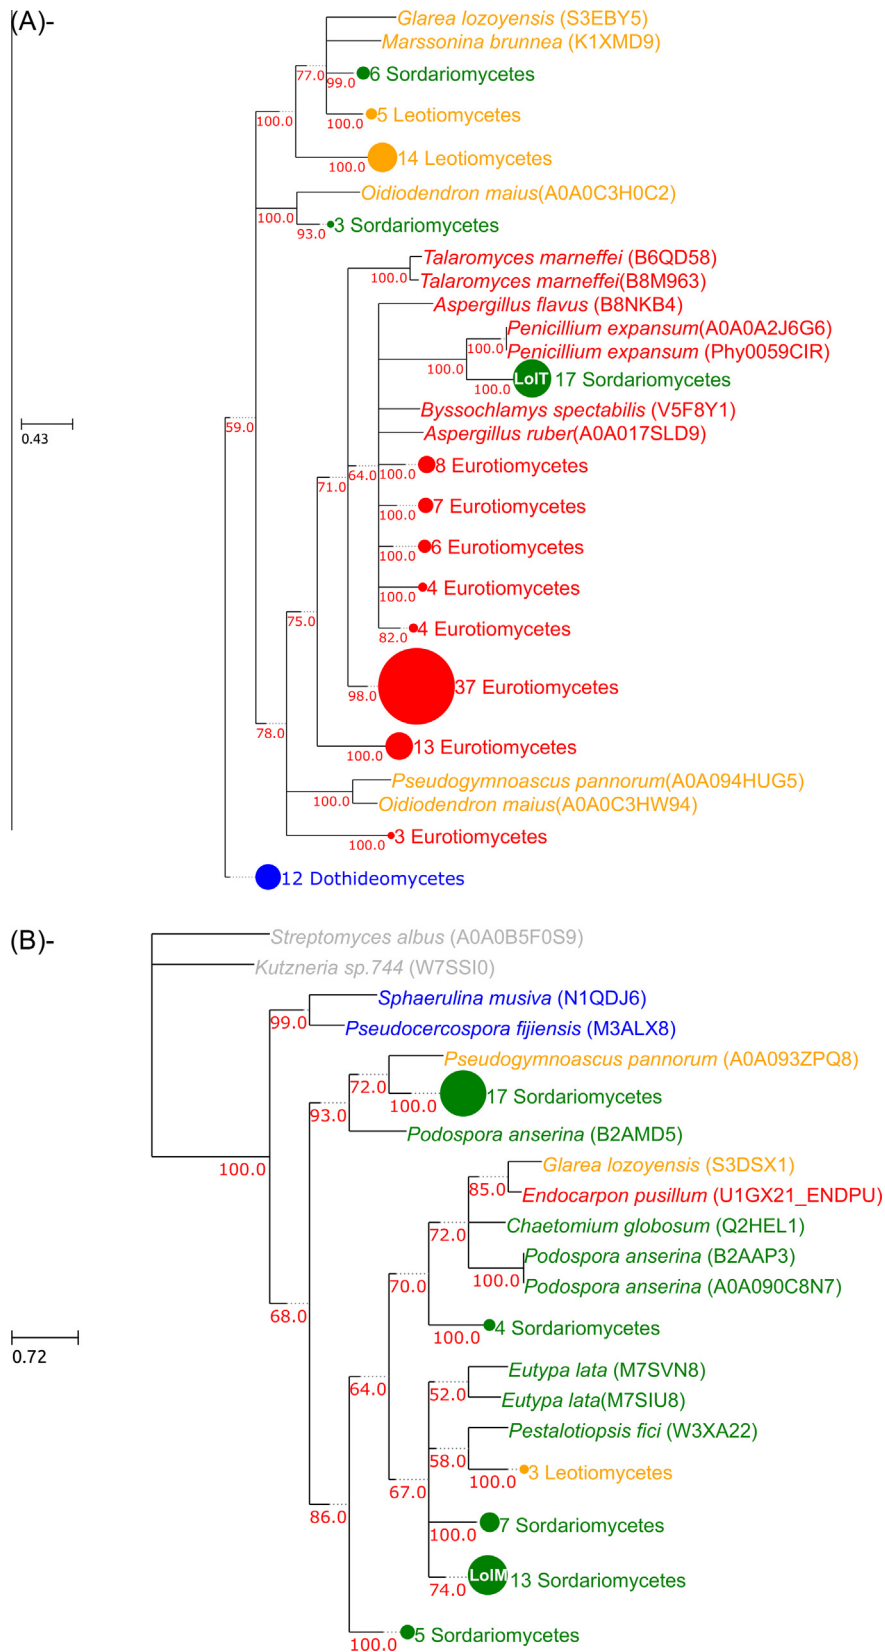 (A)-
Glarea lozoyensis (S3EBY5)
Marssonina brunnea (K1XMD9)
77.0
99.0
6 Sordariomycetes
100.0
100.0
5 Leotiomycetes
100.0
14 Leotiomycetes
Oidiodendron maius(A0A0C3H0C2)
100.0
93.0
3 Sordariomycetes
Talaromyces marneffei (B6QD58)
100.0
Talaromyces marneffei(B8M963)
Aspergillus flavus (B8NKB4)
Penicillium expansum(A0A0A2J6G6)
100.0
Penicillium expansum (Phy0059CIR)
100.0
100.0
LolT
17 Sordariomycetes
Byssochlamys spectabilis (V5F8Y1)
0.43
59.0
Aspergillus ruber(A0A017SLD9)
71.0
64.0
100.0
8 Eurotiomycetes
100.0
7 Eurotiomycetes
100.0
6 Eurotiomycetes
100.0
4 Eurotiomycetes
75.0
82.0
4 Eurotiomycetes
98.0
37 Eurotiomycetes
78.0
100.0
13 Eurotiomycetes
Pseudogymnoascus pannorum(A0A094HUG5)
100.0
Oidiodendron maius(A0A0C3HW94)
100.0
3 Eurotiomycetes
12 Dothideomycetes
(B)-
Streptomyces albus (A0A0B5F0S9)
Kutzneria sp.744 (W7SSI0)
Sphaerulina musiva (N1QDJ6)
99.0
Pseudocercospora fijiensis (M3ALX8)
Pseudogymnoascus pannorum (A0A093ZPQ8)
72.0
100.0
17 Sordariomycetes
93.0
Podospora anserina (B2AMD5)
100.0
Glarea lozoyensis (S3DSX1)
85.0
Endocarpon pusillum (U1GX21_ENDPU)
72.0
Chaetomium globosum (Q2HEL1)
Podospora anserina (B2AAP3)
70.0
100.0
Podospora anserina (A0A090C8N7)
68.0
100.0
4 Sordariomycetes
0.72
Eutypa lata (M7SVN8)
64.0
52.0
Eutypa lata(M7SIU8)
Pestalotiopsis fici (W3XA22)
58.0
100.0
3 Leotiomycetes
67.0
86.0
100.0
7 Sordariomycetes
74.0
LolM
13 Sordariomycetes
100.0
5 Sordariomycetes